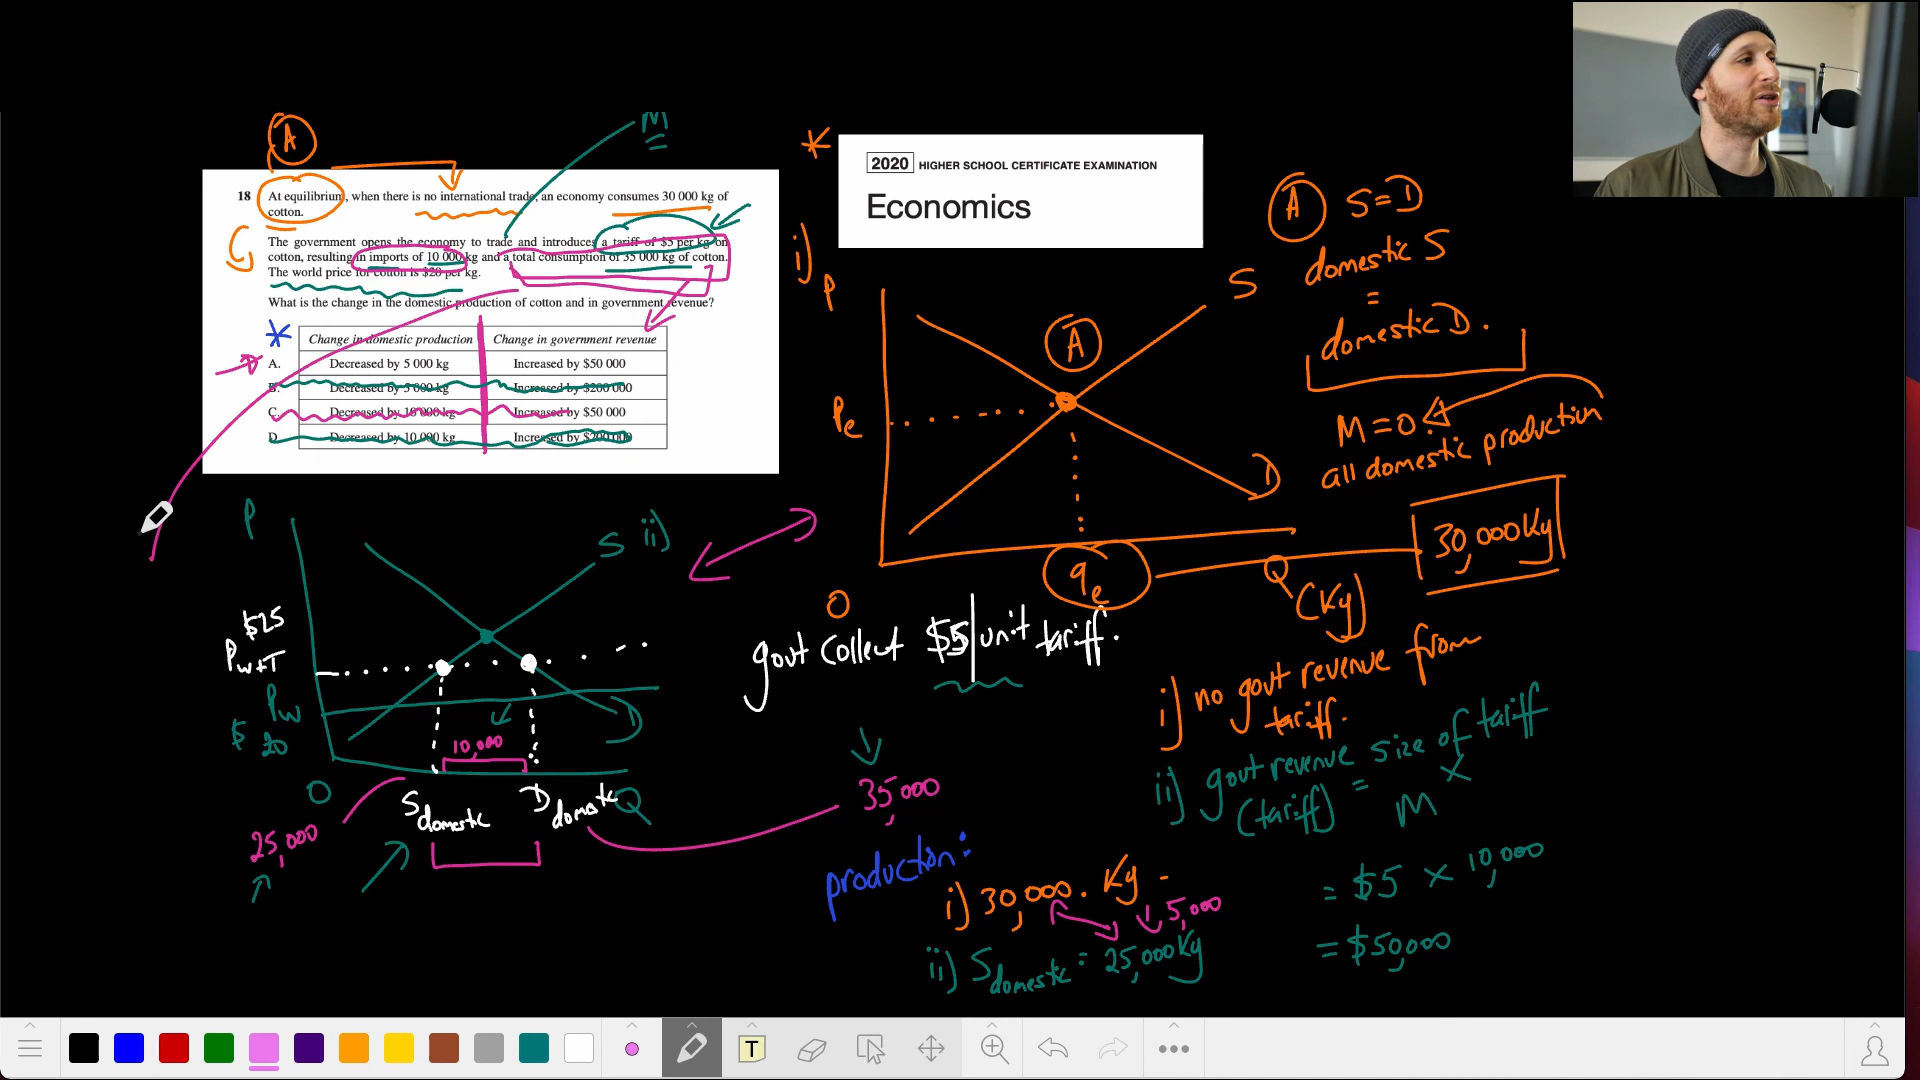 A
M
18 At equilibrium, when there is no international trade, an economy consumes 30 000 kg of
cotton.
The government opens the economy to trade and introduces a tariff of $5 per kg on
cotton, resulting in imports of 10 000 kg and a total consumption of 35 000 kg of cotton.
The world price for cotton is $20 per kg.
What is the change in the domestic production of cotton and in government revenue?
Change in domestic production Change in government revenue
A. Decreased by 5 000 kg Increased by $50 000
B. Decreased by 5 000 kg Increased by $200 000
C. Decreased by 10 000 kg Increased by $50 000
D. Decreased by 10 000 kg Increased by $200 000
2020 HIGHER SCHOOL CERTIFICATE EXAMINATION
Economics
A S=D
domestic S
=
domestic D.
M=0
all domestic production
30,000Kg
i)
P
S
A
Pe
D
qe
Q
(Kg)
O
P
S ii)
$25
Pw+T
Pw
$20
D
10,000
O
S domestic
D domestic
Q
25,000
35,000
govt collect $5|unit tariff.
i) no govt revenue from
tariff.
ii) govt revenue = size of tariff
(tariff) × M
= $5 × 10,000
= $50,000
production:
i) 30,000. Kg -
↓5,000
ii) S domestic: 25,000Kg
T